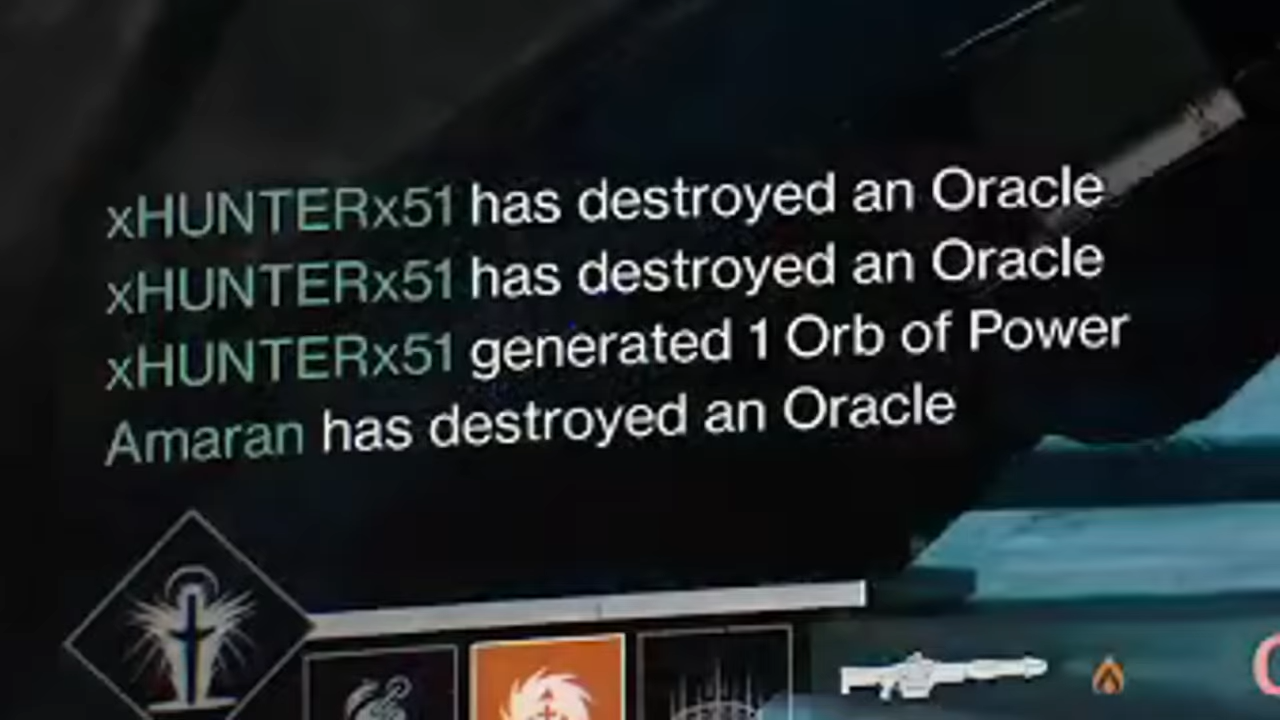 xHUNTERx51 has destroyed an Oracle
xHUNTERx51 has destroyed an Oracle
xHUNTERx51 generated 1 Orb of Power
Amaran has destroyed an Oracle